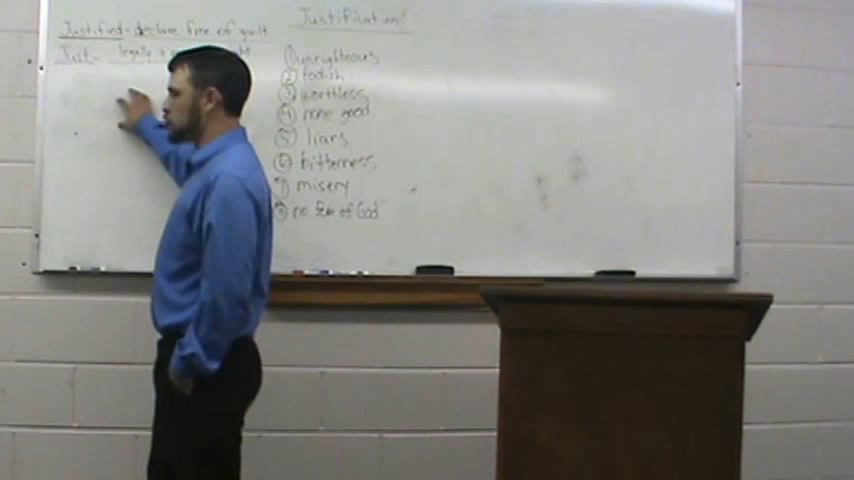 Justified - declare free of guilt
Just - legally
Justification!
① unrighteous
② foolish
③ worthless
④ none good
⑤ liars
⑥ bitterness
⑦ misery
⑧ no fear of God